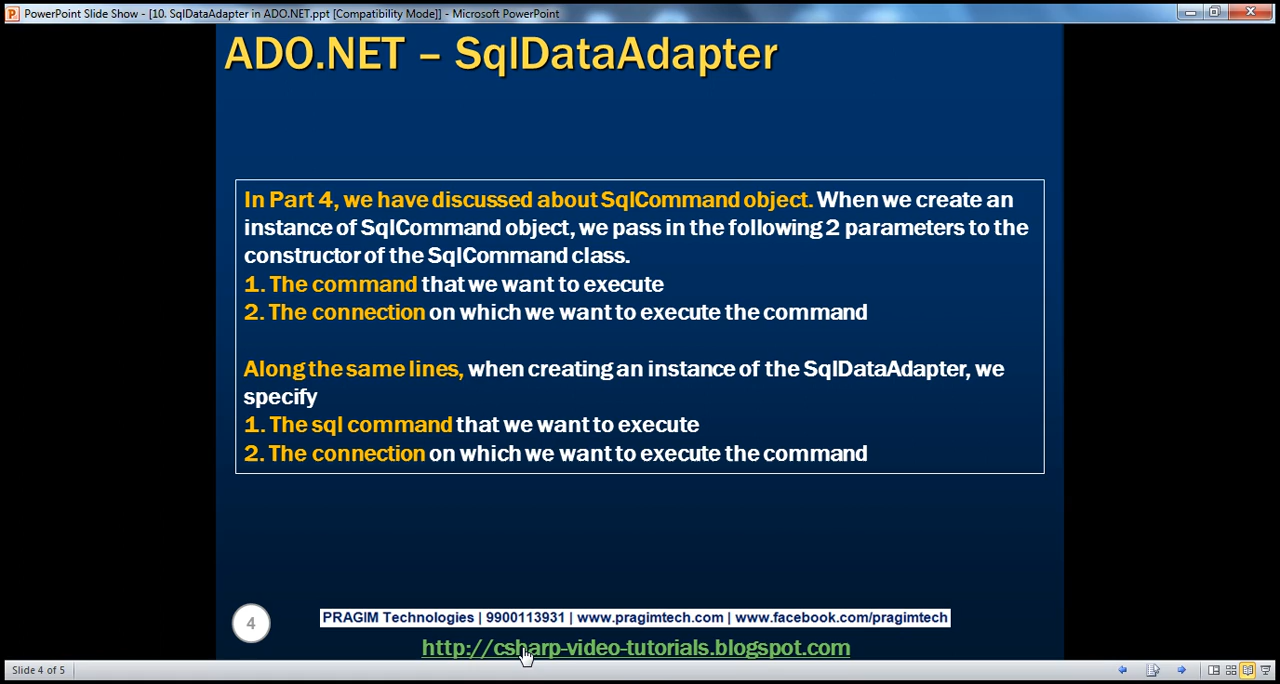 PowerPoint Slide Show - [10. SqlDataAdapter in ADO.NET.ppt [Compatibility Mode]] - Microsoft PowerPoint
ADO.NET – SqlDataAdapter
In Part 4, we have discussed about SqlCommand object. When we create an
instance of SqlCommand object, we pass in the following 2 parameters to the
constructor of the SqlCommand class.
1. The command that we want to execute
2. The connection on which we want to execute the command
Along the same lines, when creating an instance of the SqlDataAdapter, we
specify
1. The sql command that we want to execute
2. The connection on which we want to execute the command
4
PRAGIM Technologies | 9900113931 | www.pragimtech.com | www.facebook.com/pragimtech
http://csharp-video-tutorials.blogspot.com
Slide 4 of 5